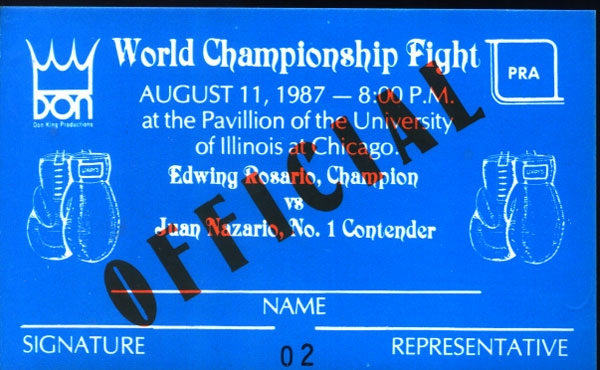 World Championship Fight
Don
Don King Productions
PRA
AUGUST 11, 1987 — 8:00 P.M.
at the Pavillion of the University
of Illinois at Chicago.
Edwing Rosario, Champion
vs
Juan Nazario, No. 1 Contender
OFFICIAL
NAME
SIGNATURE
02
REPRESENTATIVE